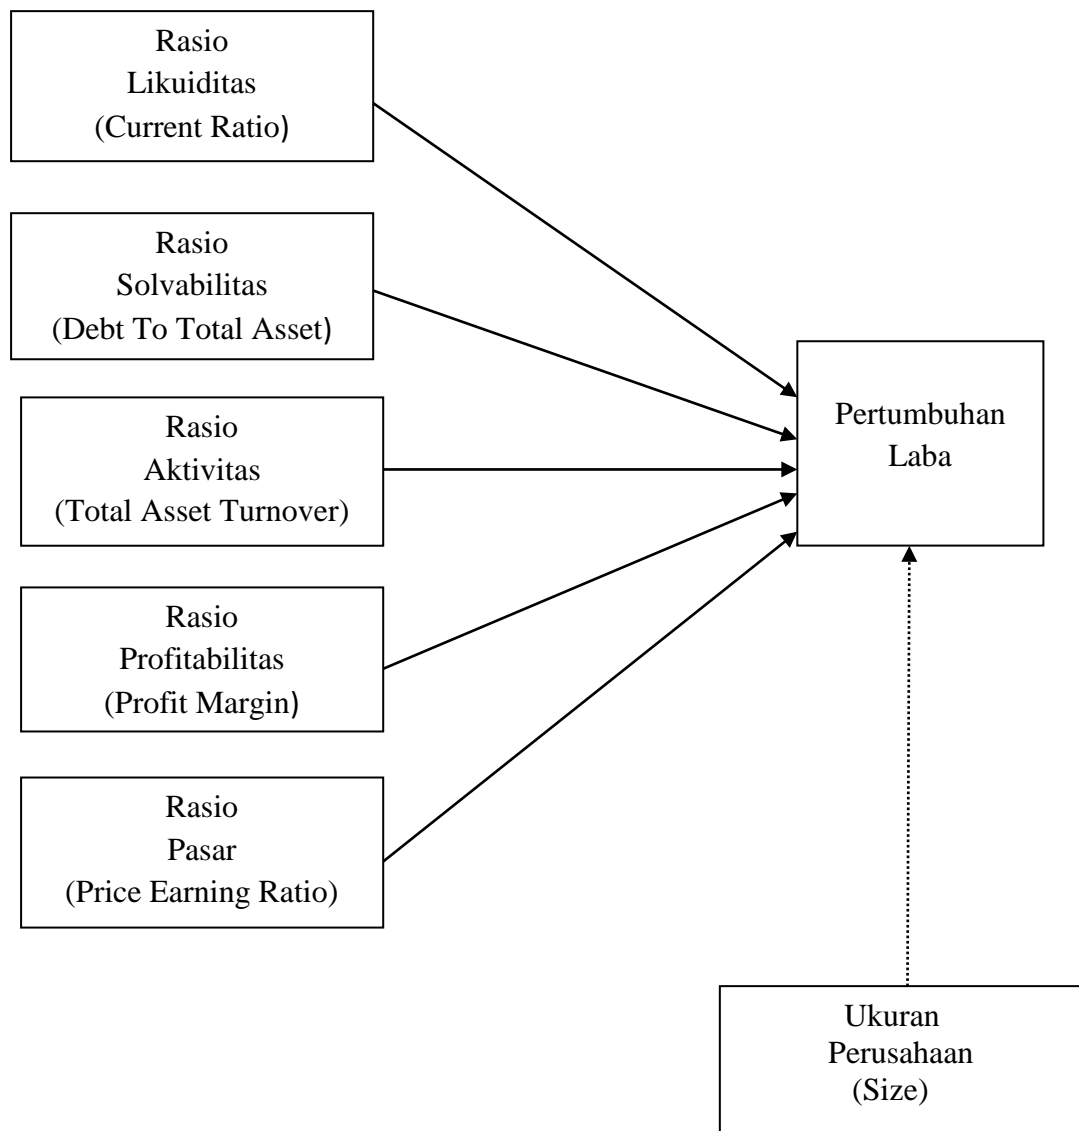 Rasio
Likuiditas
(Current Ratio)
Rasio
Solvabilitas
(Debt To Total Asset)
Rasio
Aktivitas
(Total Asset Turnover)
Rasio
Profitabilitas
(Profit Margin)
Rasio
Pasar
(Price Earning Ratio)
Pertumbuhan
Laba
Ukuran
Perusahaan
(Size)